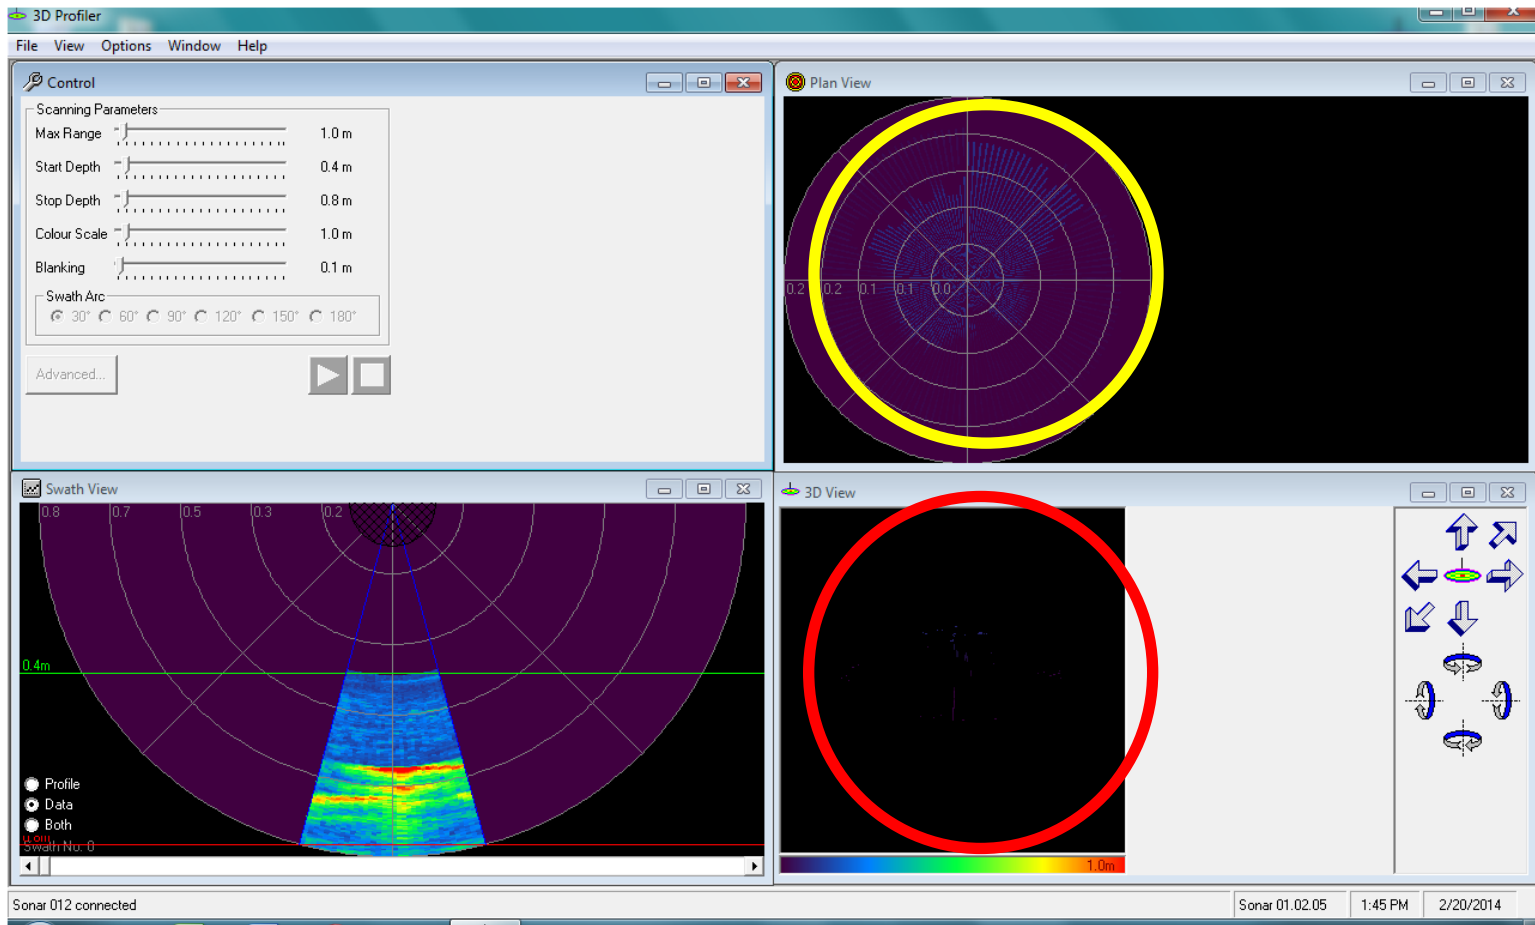 3D Profiler
File View Options Window Help
Control
Scanning Parameters
Max Range 1.0 m
Start Depth 0.4 m
Stop Depth 0.8 m
Colour Scale 1.0 m
Blanking 0.1 m
Swath Arc
30° 60° 90° 120° 150° 180°
Advanced...
Plan View
0.2 0.2 0.1 0.1 0.0
Swath View
0.8 0.7 0.5 0.3 0.2
0.4m
Profile
Data
Both
Swath No. 0
3D View
1.0m
Sonar 012 connected
Sonar 01.02.05 1:45 PM 2/20/2014